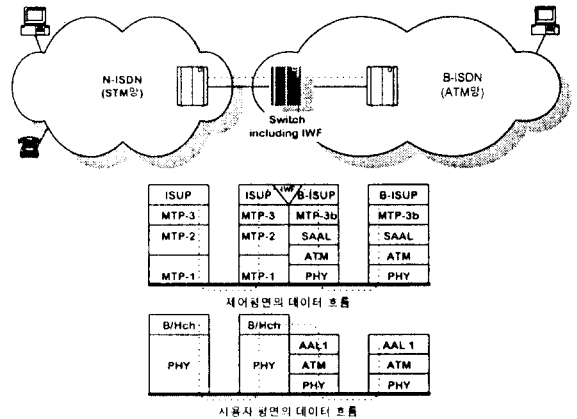 N-ISDN
(STM망)
B-ISDN
(ATM망)
Switch
including IWF
ISUP
MTP-3
MTP-2
MTP-1
ISUP
IWF
B-ISUP
MTP-3
MTP-3b
MTP-2
SAAL
ATM
MTP-1
PHY
B-ISUP
MTP-3b
SAAL
ATM
PHY
제어평면의 데이터 흐름
B/Hch
PHY
B/Hch
PHY
AAL1
ATM
PHY
AAL 1
ATM
PHY
사용자 평면의 데이터 흐름